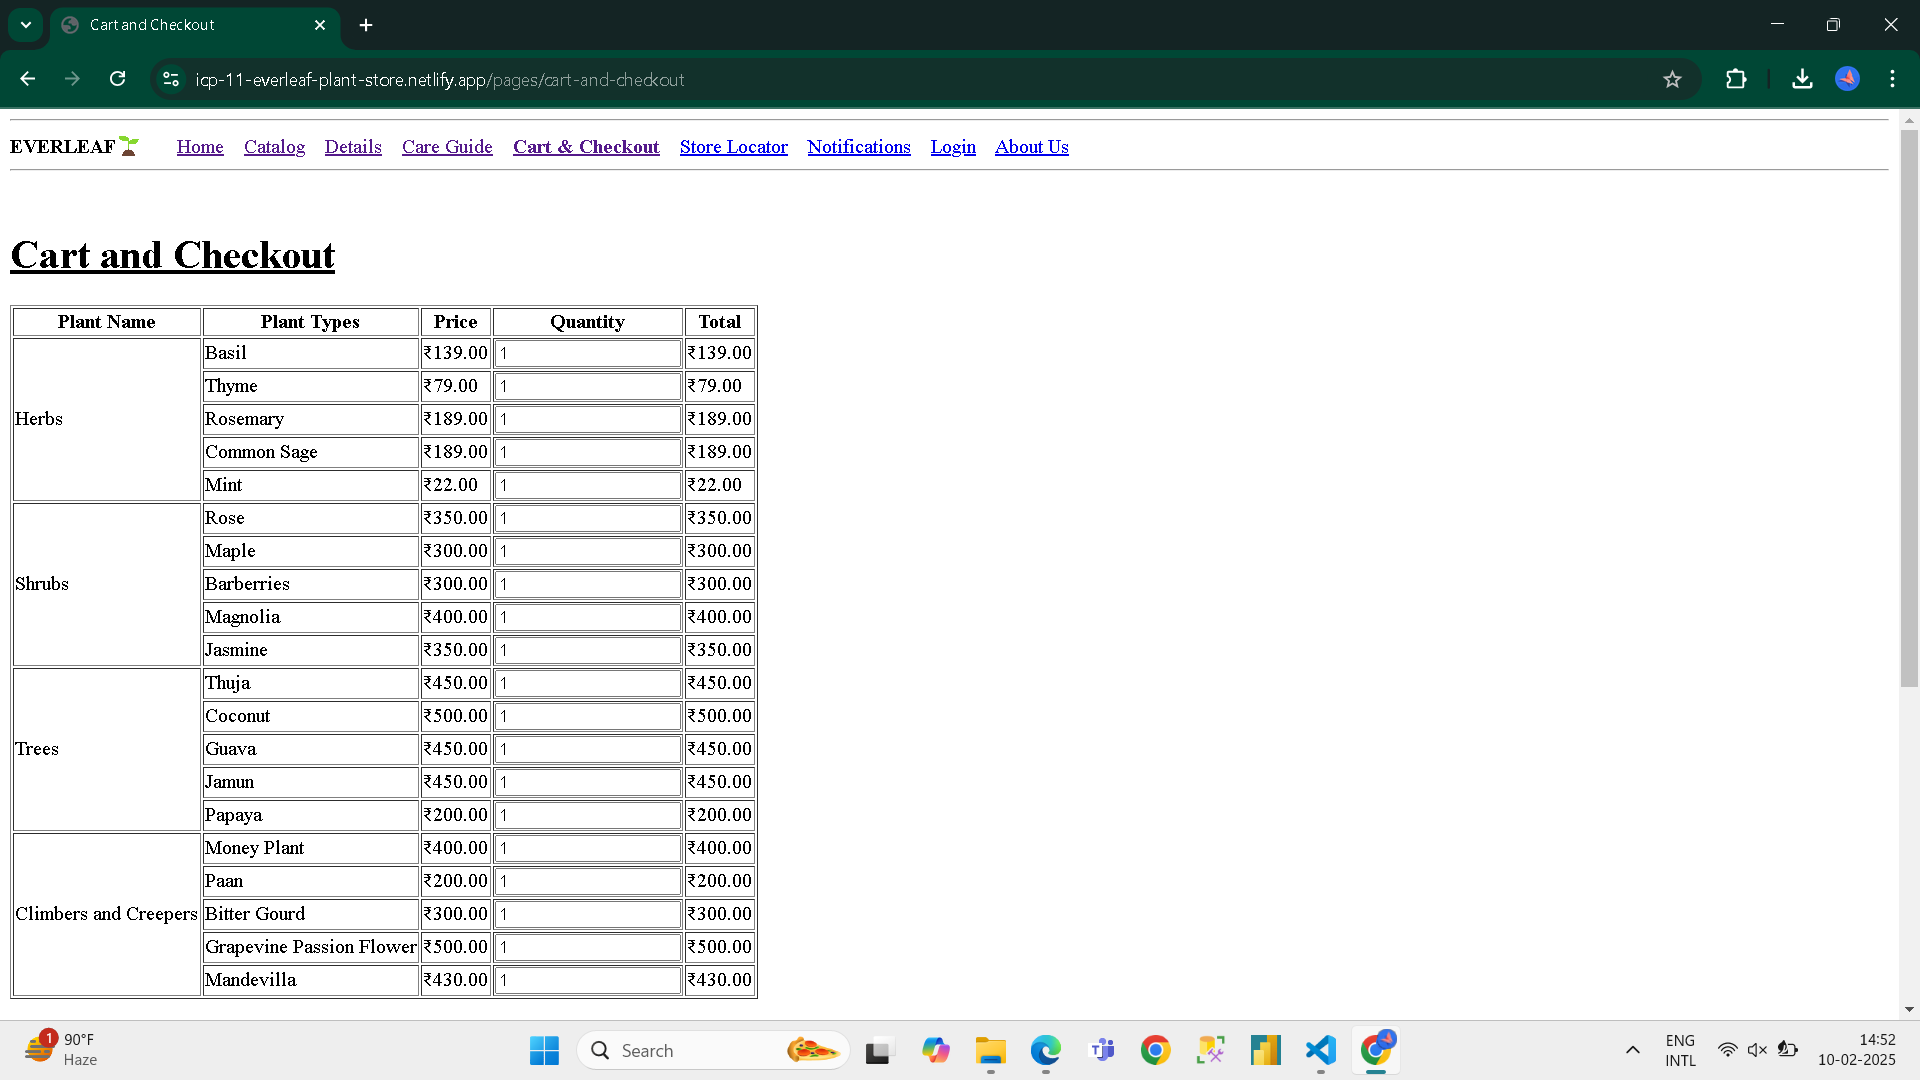 Cart and Checkout
icp-11-everleaf-plant-store.netlify.app/pages/cart-and-checkout
EVERLEAF🌱 Home Catalog Details Care Guide Cart & Checkout Store Locator Notifications Login About Us
Cart and Checkout
Plant Name Plant Types Price Quantity Total
Herbs Basil ₹139.00 1 ₹139.00
Thyme ₹79.00 1 ₹79.00
Rosemary ₹189.00 1 ₹189.00
Common Sage ₹189.00 1 ₹189.00
Mint ₹22.00 1 ₹22.00
Shrubs Rose ₹350.00 1 ₹350.00
Maple ₹300.00 1 ₹300.00
Barberries ₹300.00 1 ₹300.00
Magnolia ₹400.00 1 ₹400.00
Jasmine ₹350.00 1 ₹350.00
Trees Thuja ₹450.00 1 ₹450.00
Coconut ₹500.00 1 ₹500.00
Guava ₹450.00 1 ₹450.00
Jamun ₹450.00 1 ₹450.00
Papaya ₹200.00 1 ₹200.00
Climbers and Creepers Money Plant ₹400.00 1 ₹400.00
Paan ₹200.00 1 ₹200.00
Bitter Gourd ₹300.00 1 ₹300.00
Grapevine Passion Flower ₹500.00 1 ₹500.00
Mandevilla ₹430.00 1 ₹430.00
1 90°F
Haze
Search
ENG
INTL
14:52
10-02-2025